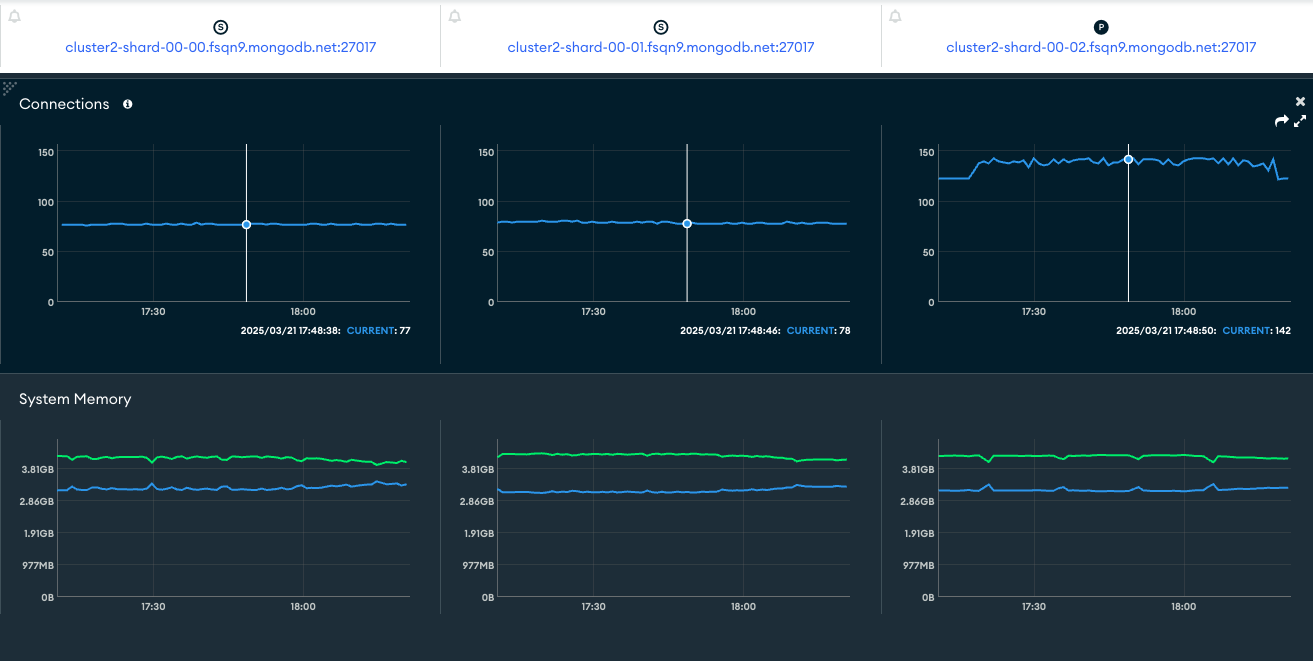 S
S
P
cluster2-shard-00-00.fsqn9.mongodb.net:27017
cluster2-shard-00-01.fsqn9.mongodb.net:27017
cluster2-shard-00-02.fsqn9.mongodb.net:27017
Connections
150
100
50
0
17:30
18:00
2025/03/21 17:48:38: CURRENT: 77
150
100
50
0
17:30
18:00
2025/03/21 17:48:46: CURRENT: 78
150
100
50
0
17:30
18:00
2025/03/21 17:48:50: CURRENT: 142
System Memory
3.81GB
2.86GB
1.91GB
977MB
0B
17:30
18:00
3.81GB
2.86GB
1.91GB
977MB
0B
17:30
18:00
3.81GB
2.86GB
1.91GB
977MB
0B
17:30
18:00